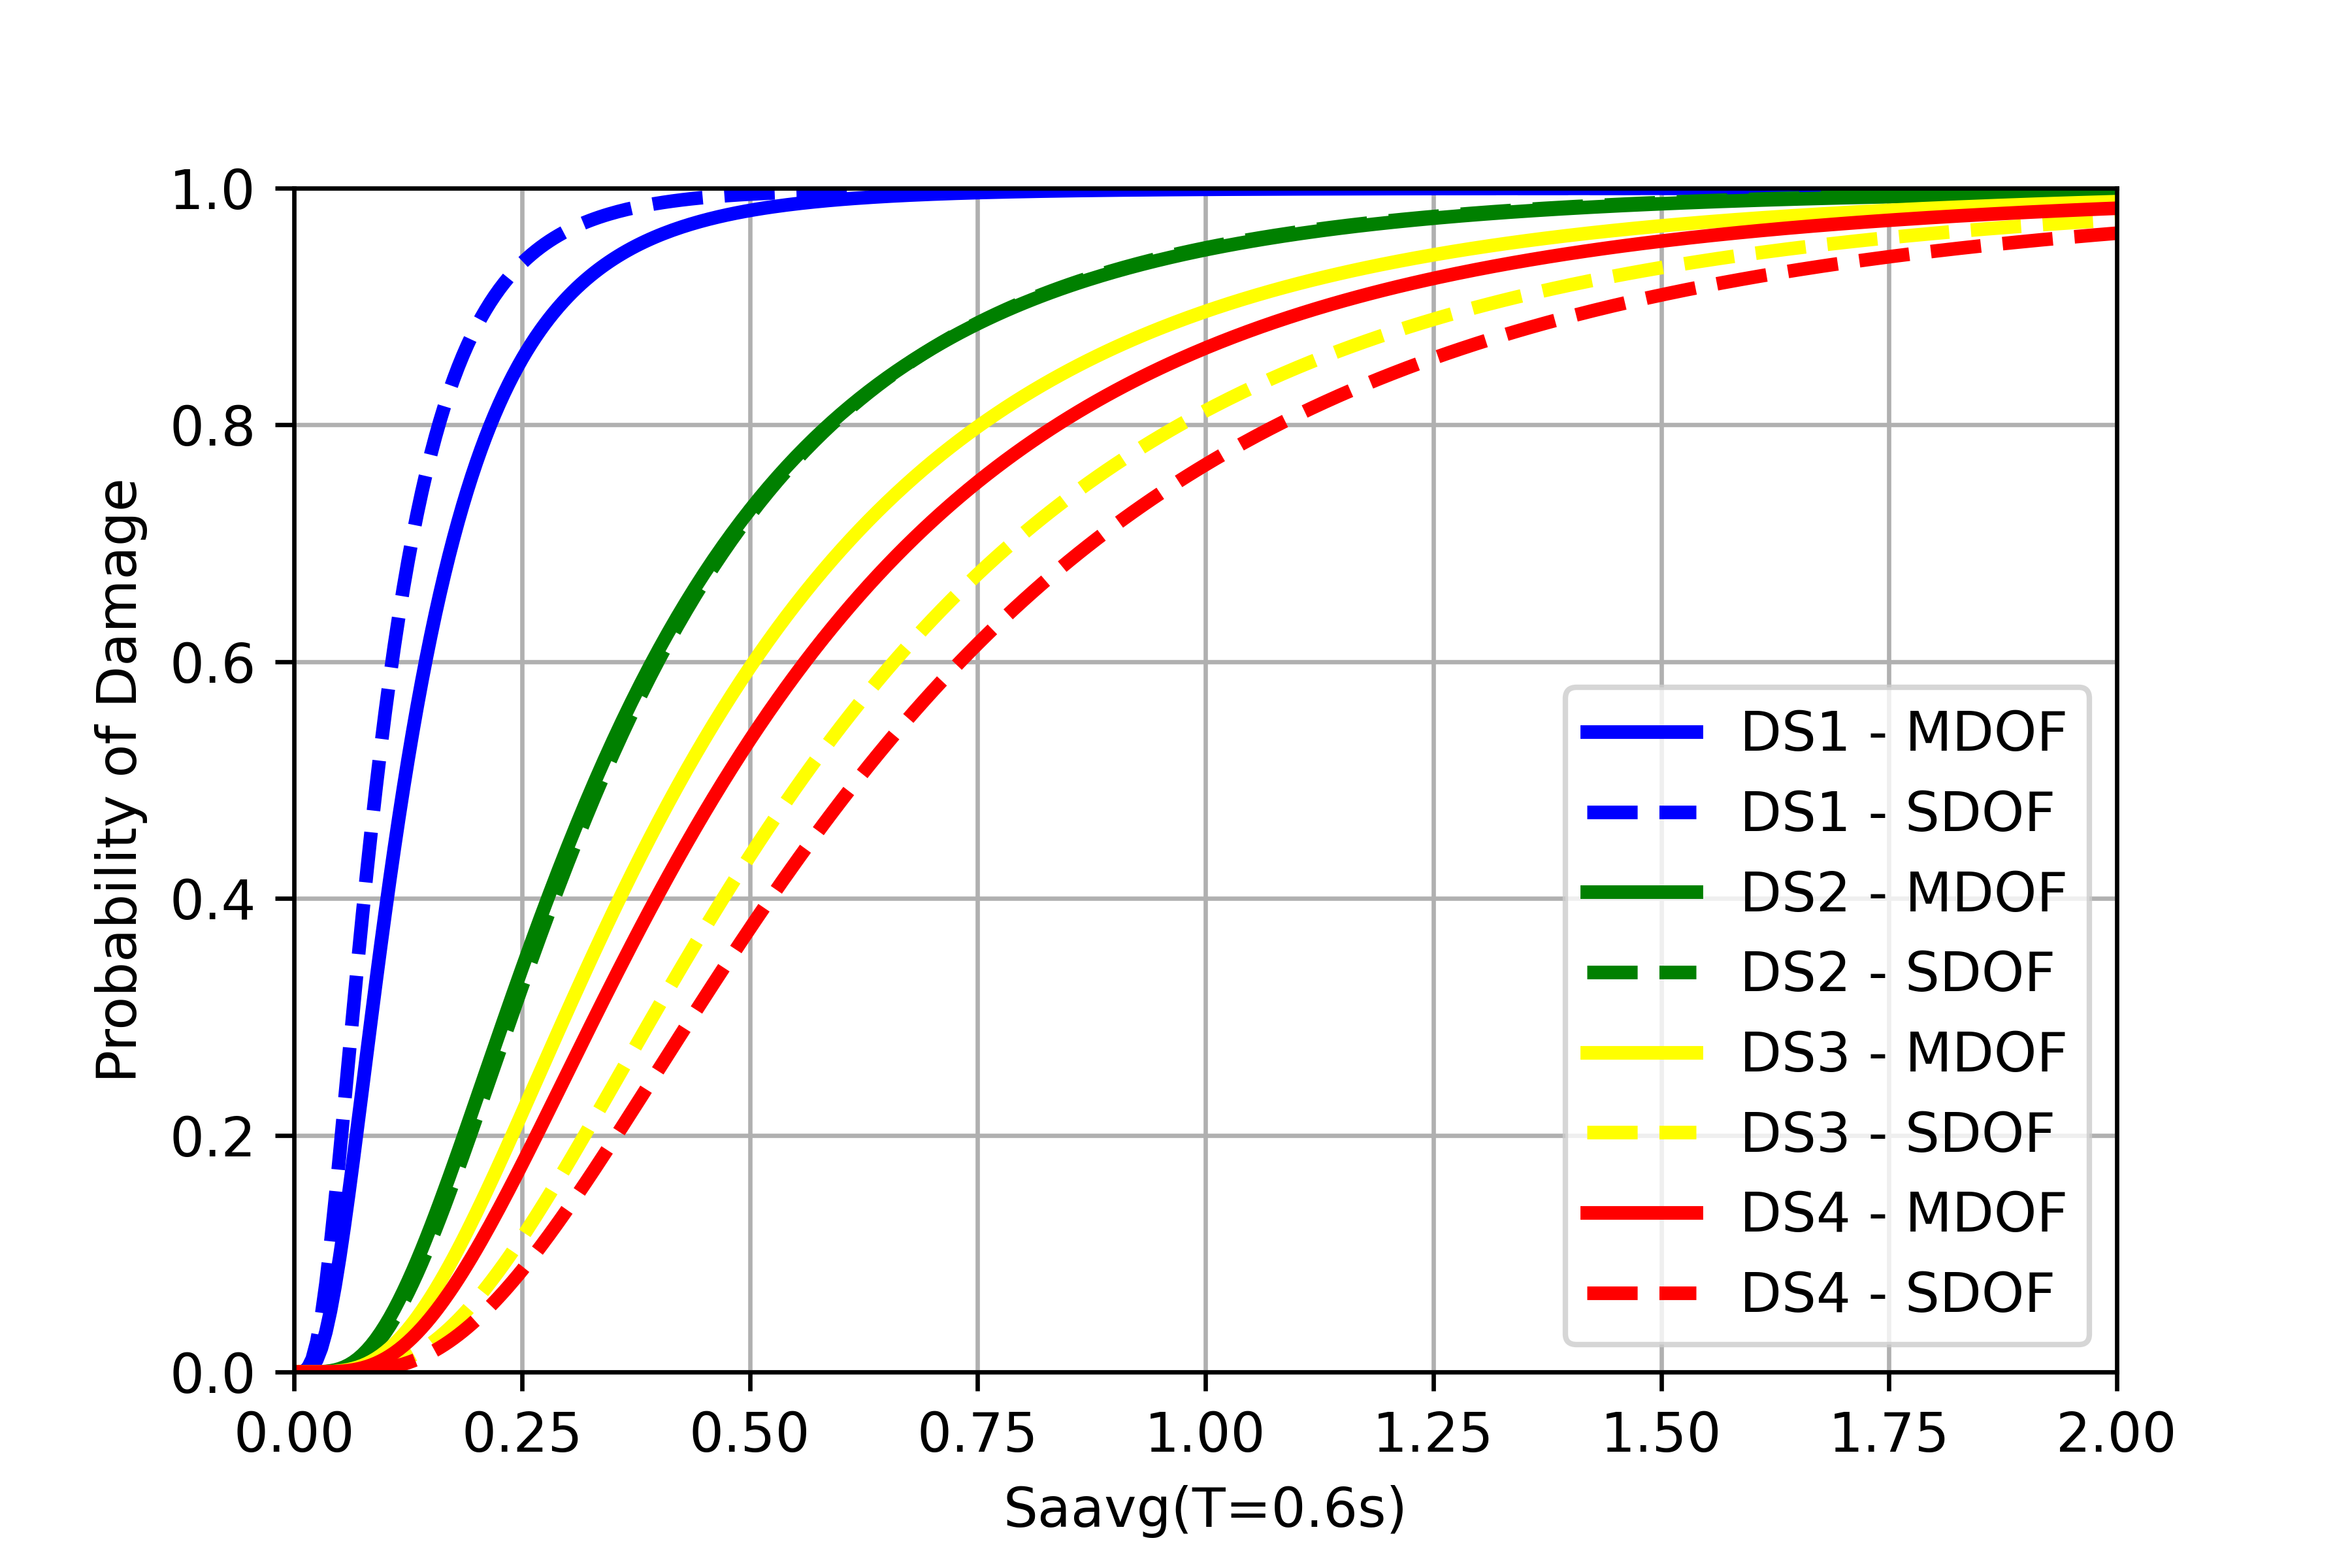 1.0
0.8
0.6
0.4
0.2
0.0
Probability of Damage
0.00 0.25 0.50 0.75 1.00 1.25 1.50 1.75 2.00
Saavg(T=0.6s)
DS1 - MDOF
DS1 - SDOF
DS2 - MDOF
DS2 - SDOF
DS3 - MDOF
DS3 - SDOF
DS4 - MDOF
DS4 - SDOF